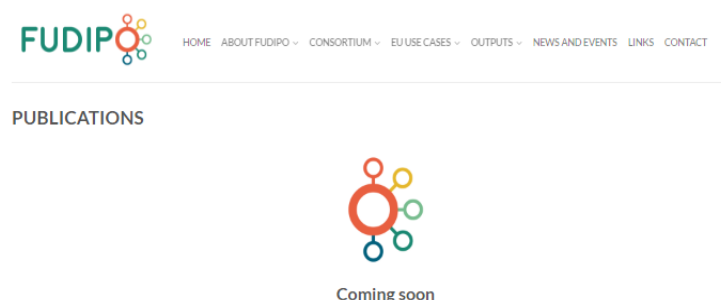 FUDIPO
HOME ABOUT FUDIPO CONSORTIUM EU USE CASES OUTPUTS NEWS AND EVENTS LINKS CONTACT
PUBLICATIONS
Coming soon